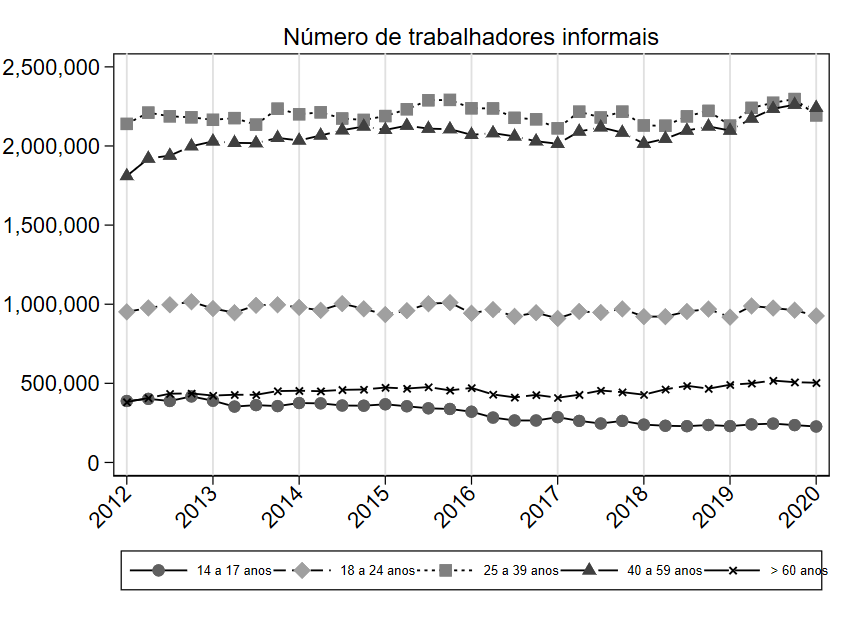 Número de trabalhadores informais
2,500,000
2,000,000
1,500,000
1,000,000
500,000
0
2012 2013 2014 2015 2016 2017 2018 2019 2020
14 a 17 anos 18 a 24 anos 25 a 39 anos 40 a 59 anos > 60 anos